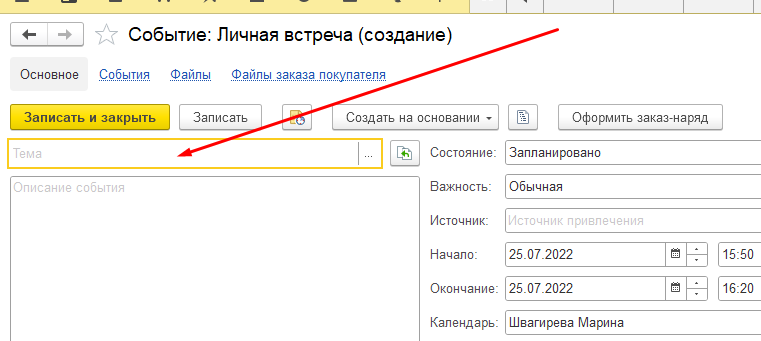 Событие: Личная встреча (создание)
Основное События Файлы Файлы заказа покупателя
Записать и закрыть Записать Создать на основании Оформить заказ-наряд
Тема ...
Состояние: Запланировано
Описание события
Важность: Обычная
Источник: Источник привлечения
Начало: 25.07.2022 15:50
Окончание: 25.07.2022 16:20
Календарь: Швагирева Марина